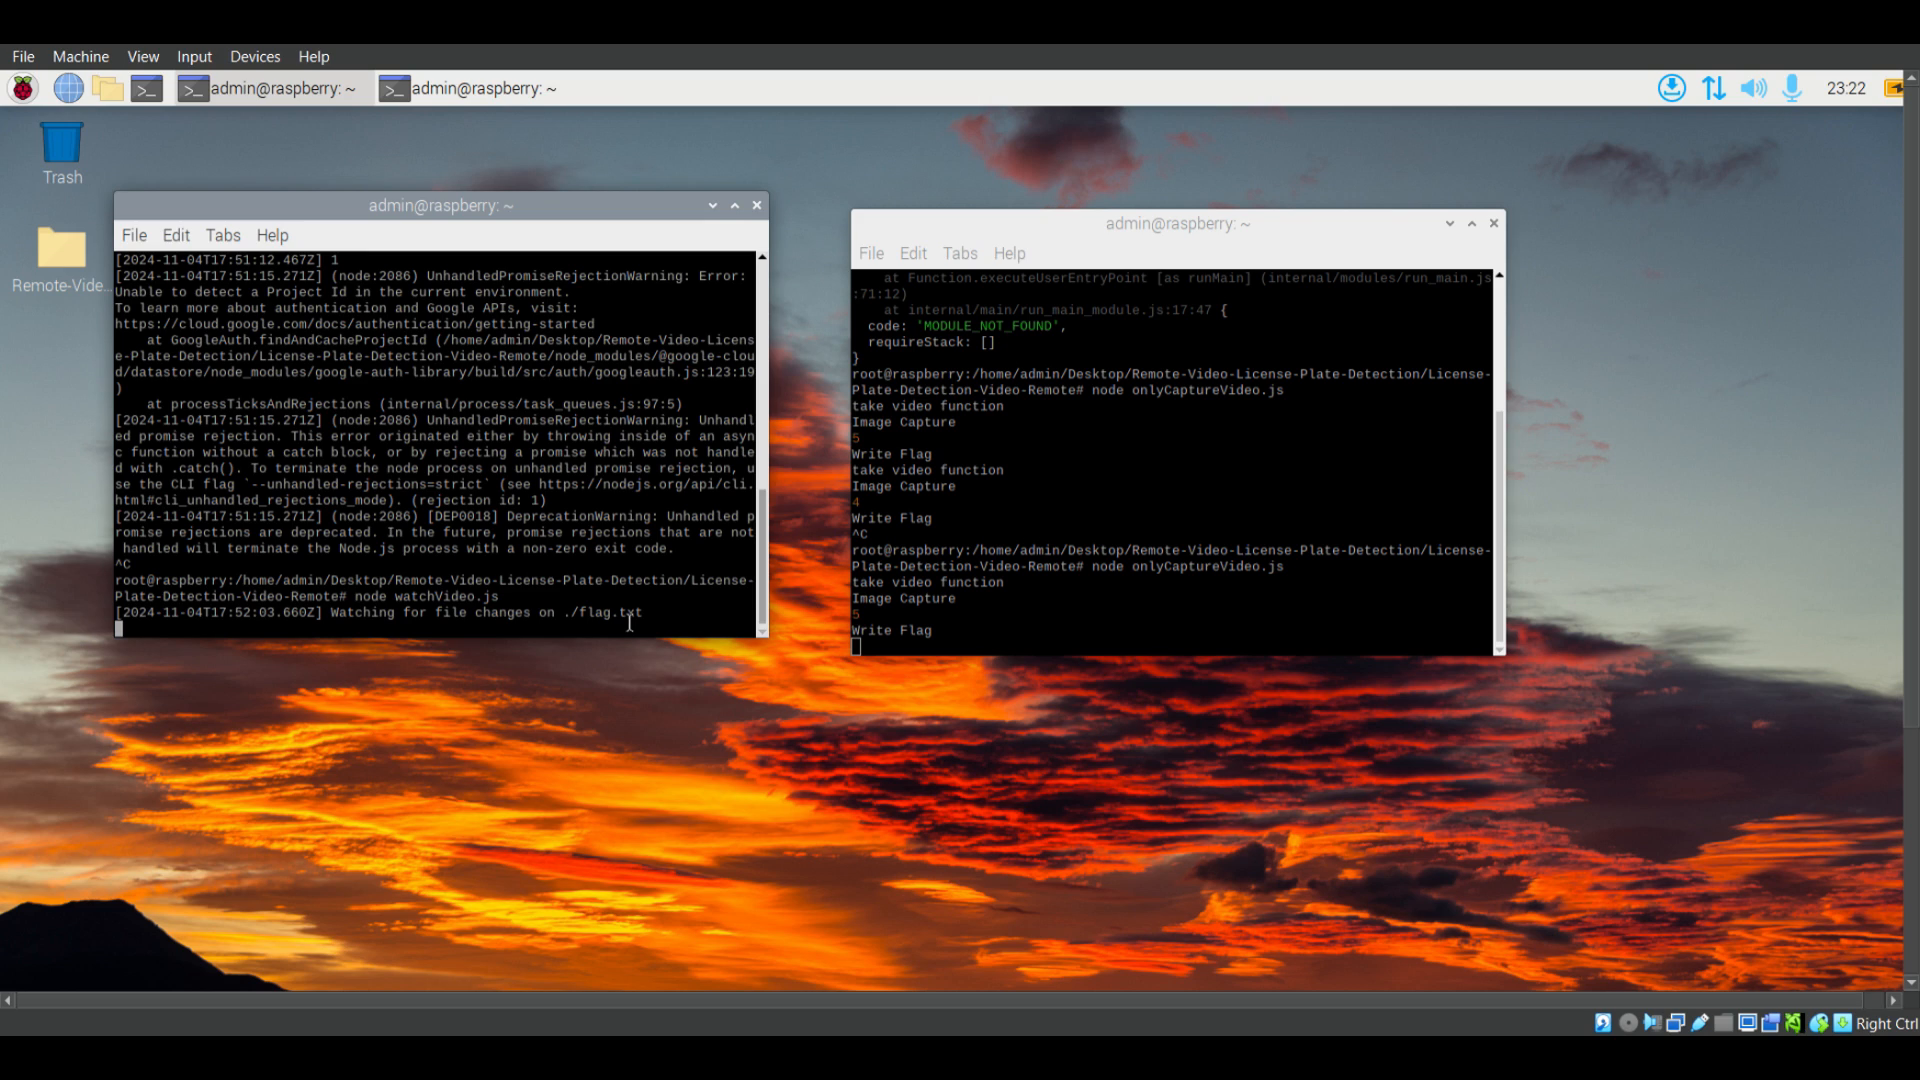 File Machine View Input Devices Help
admin@raspberry: ~ admin@raspberry: ~ 23:22
Trash
Remote-Vide...
admin@raspberry: ~
File Edit Tabs Help
[2024-11-04T17:51:12.467Z] 1
[2024-11-04T17:51:15.271Z] (node:2086) UnhandledPromiseRejectionWarning: Error:
Unable to detect a Project Id in the current environment.
To learn more about authentication and Google APIs, visit:
https://cloud.google.com/docs/authentication/getting-started
    at GoogleAuth.findAndCacheProjectId (/home/admin/Desktop/Remote-Video-Licens
e-Plate-Detection/License-Plate-Detection-Video-Remote/node_modules/@google-clou
d/datastore/node_modules/google-auth-library/build/src/auth/googleauth.js:123:19
)
    at processTicksAndRejections (internal/process/task_queues.js:97:5)
[2024-11-04T17:51:15.271Z] (node:2086) UnhandledPromiseRejectionWarning: Unhandl
ed promise rejection. This error originated either by throwing inside of an asyn
c function without a catch block, or by rejecting a promise which was not handle
d with .catch(). To terminate the node process on unhandled promise rejection, u
se the CLI flag `--unhandled-rejections=strict` (see https://nodejs.org/api/cli.
html#cli_unhandled_rejections_mode). (rejection id: 1)
[2024-11-04T17:51:15.271Z] (node:2086) [DEP0018] DeprecationWarning: Unhandled p
romise rejections are deprecated. In the future, promise rejections that are not
 handled will terminate the Node.js process with a non-zero exit code.
^C
root@raspberry:/home/admin/Desktop/Remote-Video-License-Plate-Detection/License-
Plate-Detection-Video-Remote# node watchVideo.js
[2024-11-04T17:52:03.660Z] Watching for file changes on ./flag.txt
admin@raspberry: ~
File Edit Tabs Help
    at Function.executeUserEntryPoint [as runMain] (internal/modules/run_main.js
:71:12)
    at internal/main/run_main_module.js:17:47 {
  code: 'MODULE_NOT_FOUND',
  requireStack: []
}
root@raspberry:/home/admin/Desktop/Remote-Video-License-Plate-Detection/License-
Plate-Detection-Video-Remote# node onlyCaptureVideo.js
take video function
Image Capture
5
Write Flag
take video function
Image Capture
4
Write Flag
^C
root@raspberry:/home/admin/Desktop/Remote-Video-License-Plate-Detection/License-
Plate-Detection-Video-Remote# node onlyCaptureVideo.js
take video function
Image Capture
5
Write Flag
Right Ctrl